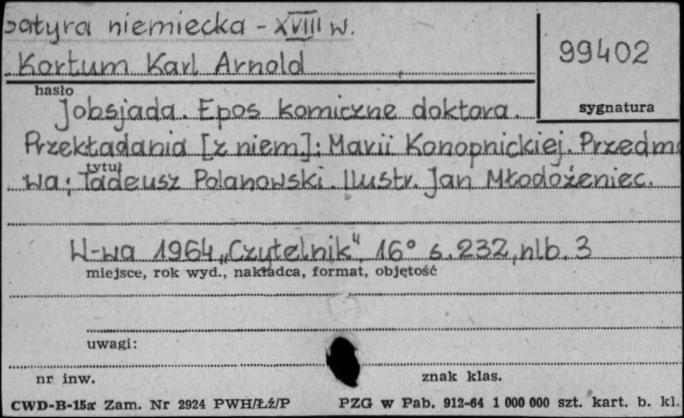 satyra niemiecka - XVIII w.
99402
Kortum Karl Arnold
hasło
sygnatura
Jobsjada. Epos komiczne doktora.
Przekładania [z niem]: Marii Konopnickiej. Przedmo
tytuł
wa: Tadeusz Polanowski. Ilustr. Jan Młodożeniec.
W-wa 1964 „Czytelnik" 16° s. 232, nlb. 3
miejsce, rok wyd., nakładca, format, objętość
uwagi:
nr inw.
znak klas.
CWD-B-15a Zam. Nr 2924 PWH/Łź/P PZG w Pab. 912-64 1 000 000 szt. kart. b. kl.